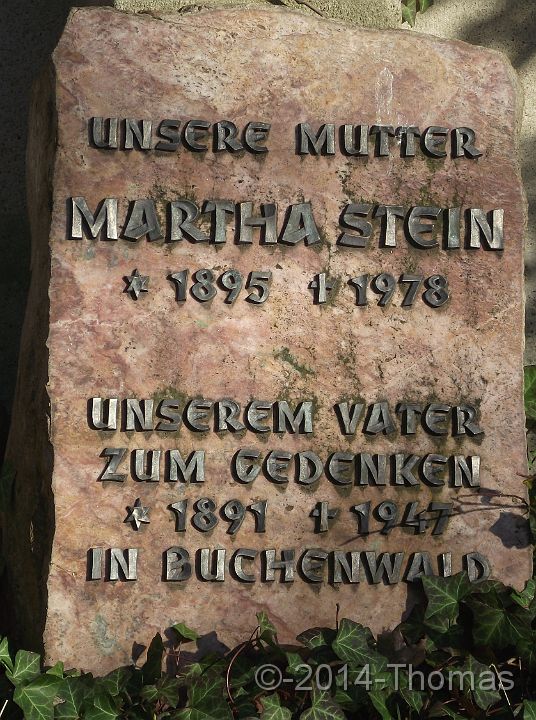 UNSERE MUTTER
MARTHA STEIN
* 1895 † 1978
UNSEREM VATER
ZUM GEDENKEN
* 1891 † 1947
IN BUCHENWALD
©-2014-Thomas-